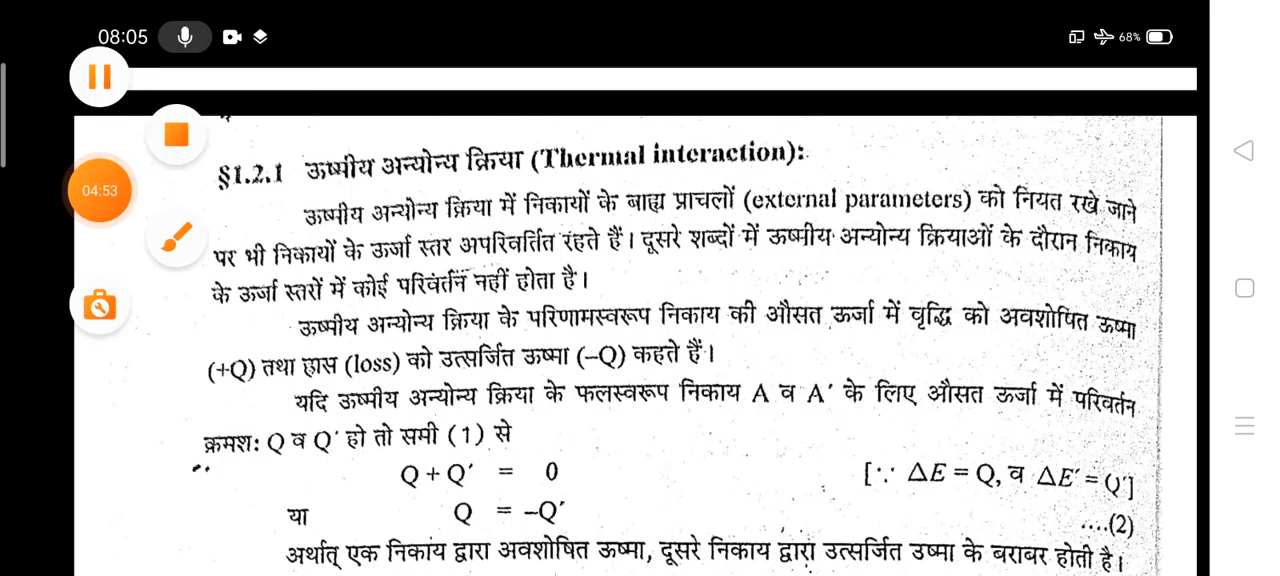 08:05
68%
04:53
§1.2.1 ऊष्मीय अन्योन्य क्रिया (Thermal interaction):
ऊष्मीय अन्योन्य क्रिया में निकायों के बाह्य प्राचलों (external parameters) को नियत रखे जाने
पर भी निकायों के ऊर्जा स्तर अपरिवर्तित रहते हैं। दूसरे शब्दों में ऊष्मीय अन्योन्य क्रियाओं के दौरान निकाय
के ऊर्जा स्तरों में कोई परिवर्तन नहीं होता है।
ऊष्मीय अन्योन्य क्रिया के परिणामस्वरूप निकाय की औसत ऊर्जा में वृद्धि को अवशोषित ऊष्मा
(+Q) तथा ह्रास (loss) को उत्सर्जित ऊष्मा (–Q) कहते हैं।
यदि ऊष्मीय अन्योन्य क्रिया के फलस्वरूप निकाय A व A′ के लिए औसत ऊर्जा में परिवर्तन
क्रमश: Q व Q′ हो तो समी (1) से
Q + Q′ = 0 [∵ ΔE = Q, व ΔE′ = Q′]
या Q = –Q′ ....(2)
अर्थात् एक निकाय द्वारा अवशोषित ऊष्मा, दूसरे निकाय द्वारा उत्सर्जित उष्मा के बराबर होती है।